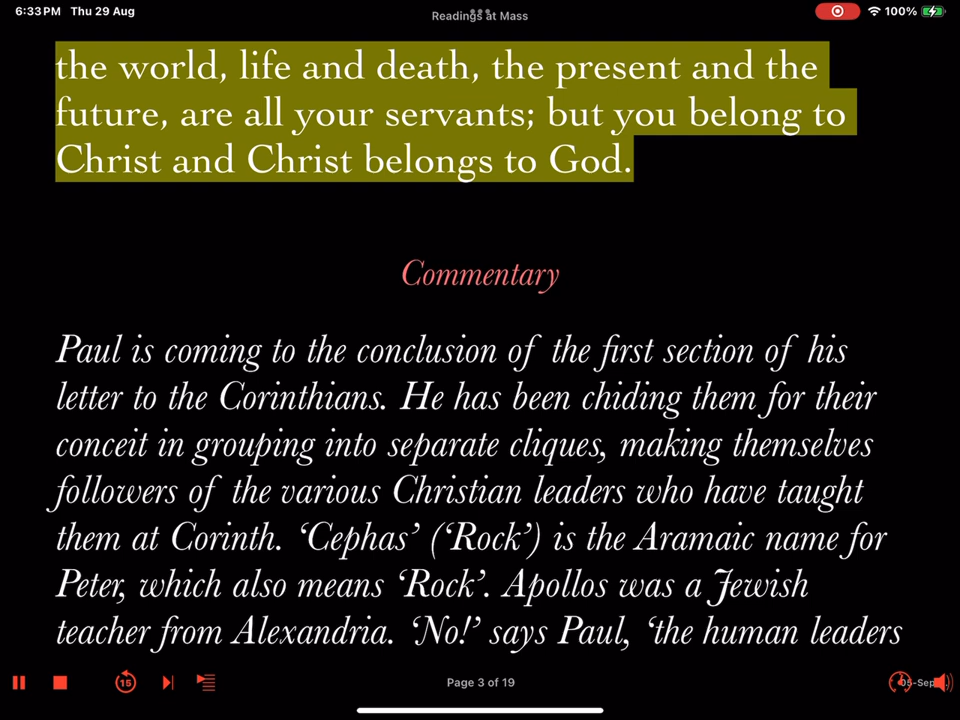 6:33 PM Thu 29 Aug
Readings at Mass
100%
the world, life and death, the present and the
future, are all your servants; but you belong to
Christ and Christ belongs to God.
Commentary
Paul is coming to the conclusion of the first section of his
letter to the Corinthians. He has been chiding them for their
conceit in grouping into separate cliques, making themselves
followers of the various Christian leaders who have taught
them at Corinth. ‘Cephas’ (‘Rock’) is the Aramaic name for
Peter, which also means ‘Rock’. Apollos was a Jewish
teacher from Alexandria. ‘No!’ says Paul, ‘the human leaders
15
Page 3 of 19
05-Sep